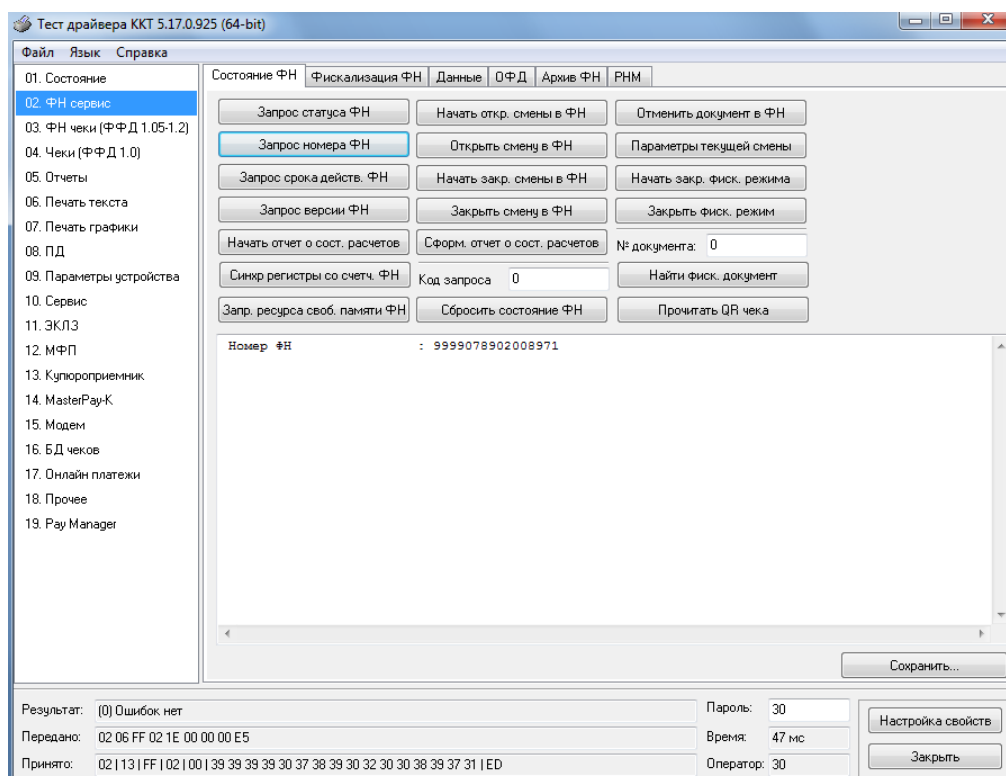 Тест драйвера ККТ 5.17.0.925 (64-bit)
Файл Язык Справка
01. Состояние
02. ФН сервис
03. ФН чеки (ФФД 1.05-1.2)
04. Чеки (ФФД 1.0)
05. Отчеты
06. Печать текста
07. Печать графики
08. ПД
09. Параметры устройства
10. Сервис
11. ЭКЛЗ
12. МФП
13. Купюроприемник
14. MasterPay-K
15. Модем
16. БД чеков
17. Онлайн платежи
18. Прочее
19. Pay Manager
Состояние ФН Фискализация ФН Данные ОФД Архив ФН РНМ
Запрос статуса ФН Начать откр. смены в ФН Отменить документ в ФН
Запрос номера ФН Открыть смену в ФН Параметры текущей смены
Запрос срока действ. ФН Начать закр. смены в ФН Начать закр. фиск. режима
Запрос версии ФН Закрыть смену в ФН Закрыть фиск. режим
Начать отчет о сост. расчетов Сформ. отчет о сост. расчетов № документа: 0
Синхр регистры со счетч. ФН Код запроса 0 Найти фиск. документ
Запр. ресурса своб. памяти ФН Сбросить состояние ФН Прочитать QR чека
Номер ФН : 9999078902008971
Сохранить...
Результат: (0) Ошибок нет Пароль: 30
Настройка свойств
Передано: 02 06 FF 02 1E 00 00 00 E5 Время: 47 мс
Принято: 02 | 13 | FF | 02 | 00 | 39 39 39 39 30 37 38 39 30 32 30 30 38 39 37 31 | ED Оператор: 30
Закрыть